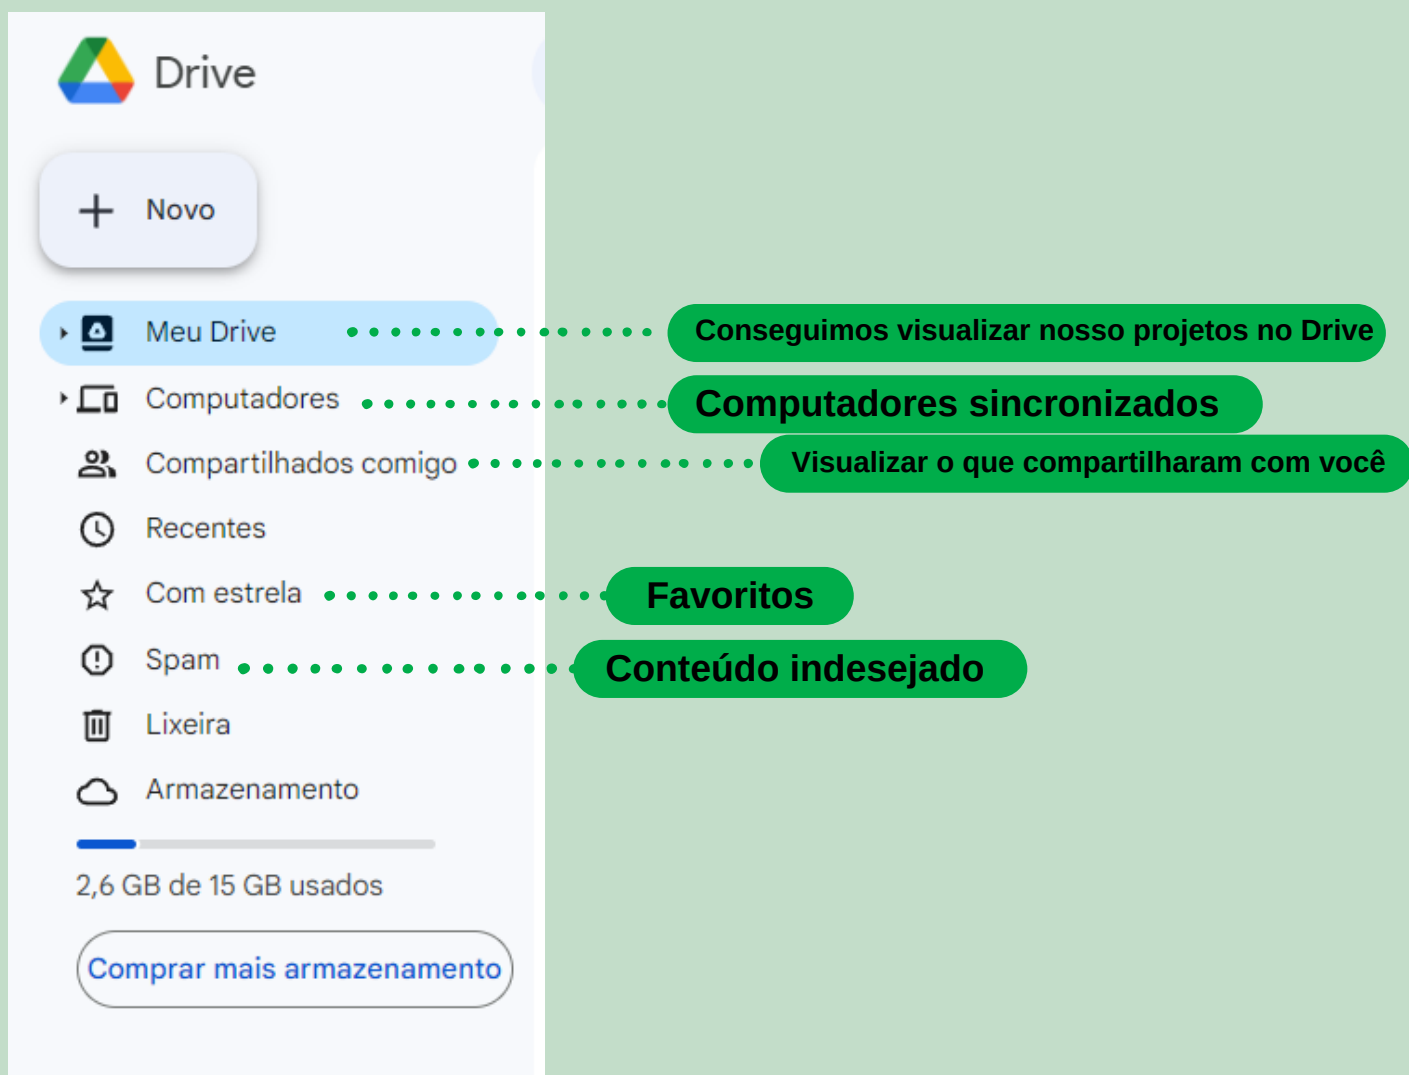 Drive
Novo
Meu Drive
Conseguimos visualizar nosso projetos no Drive
Computadores
Computadores sincronizados
Compartilhados comigo
Visualizar o que compartilharam com você
Recentes
Com estrela
Favoritos
Spam
Conteúdo indesejado
Lixeira
Armazenamento
2,6 GB de 15 GB usados
Comprar mais armazenamento